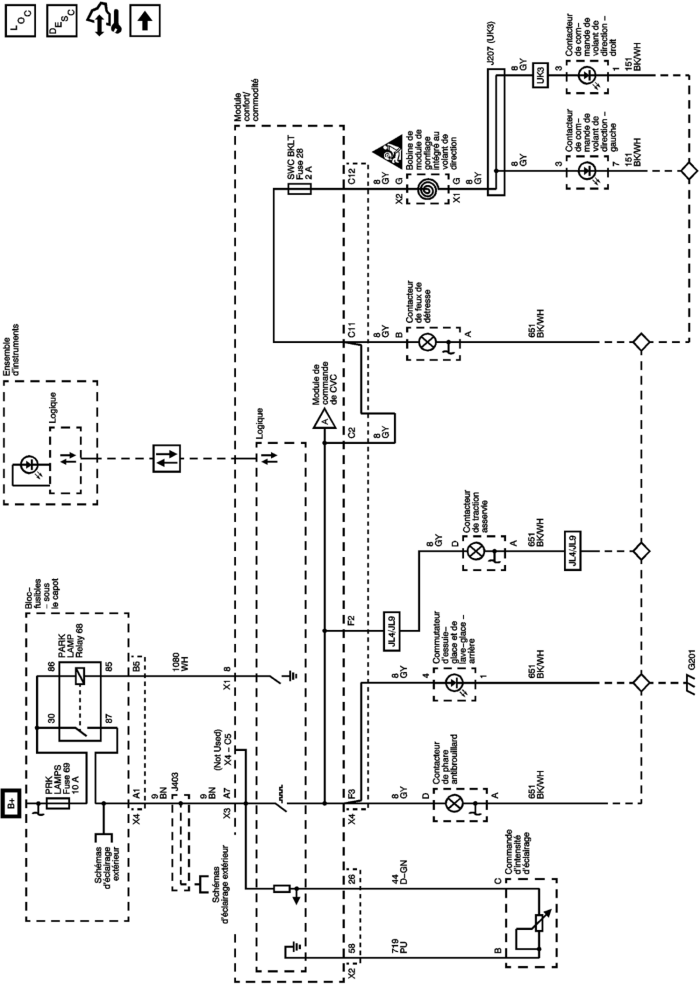 LOC
DESC
B+
Bloc-
fusibles
– sous
le capot
PRK
LAMPS
Fuse 69
10 A
PARK
LAMP
Relay 68
30
86
87
85
Schémas
d'éclairage
extérieur
X4
A1
B5
9
BN
J403
1080
WH
9
BN
Schémas
d'éclairage extérieur
X3
A7
(Not Used)
X4
C5
X1
8
Ensemble
d'instruments
Logique
Module
confort/
commodité
Logique
Module de
commande
de CVC
A
SWC BKLT
Fuse 28
2 A
X2
58
26
X4
F3
F2
C2
C11
C12
719
PU
44
D–GN
B
C
Commande
d'intensité
d'éclairage
8
GY
D
Contacteur
de phare
antibrouillard
A
651
BK/WH
8
GY
4
Commutateur
d'essuie-
glace et de
lave-glace –
arrière
1
651
BK/WH
G201
JL4/JL9
8
GY
D
Contacteur
de traction
asservie
A
651
BK/WH
JL4/JL9
8
GY
8
GY
B
Contacteur
de feux de
détresse
A
651
BK/WH
8
GY
X2
G
Bobine de
module de
gonflage
intégré au
volant de
direction
X1
G
8
GY
J207 (UK3)
8
GY
3
Contacteur
de com-
mande de
volant de
direction –
gauche
7
151
BK/WH
8
GY
UK3
3
Contacteur
de com-
mande de
volant de
direction –
droit
1
151
BK/WH